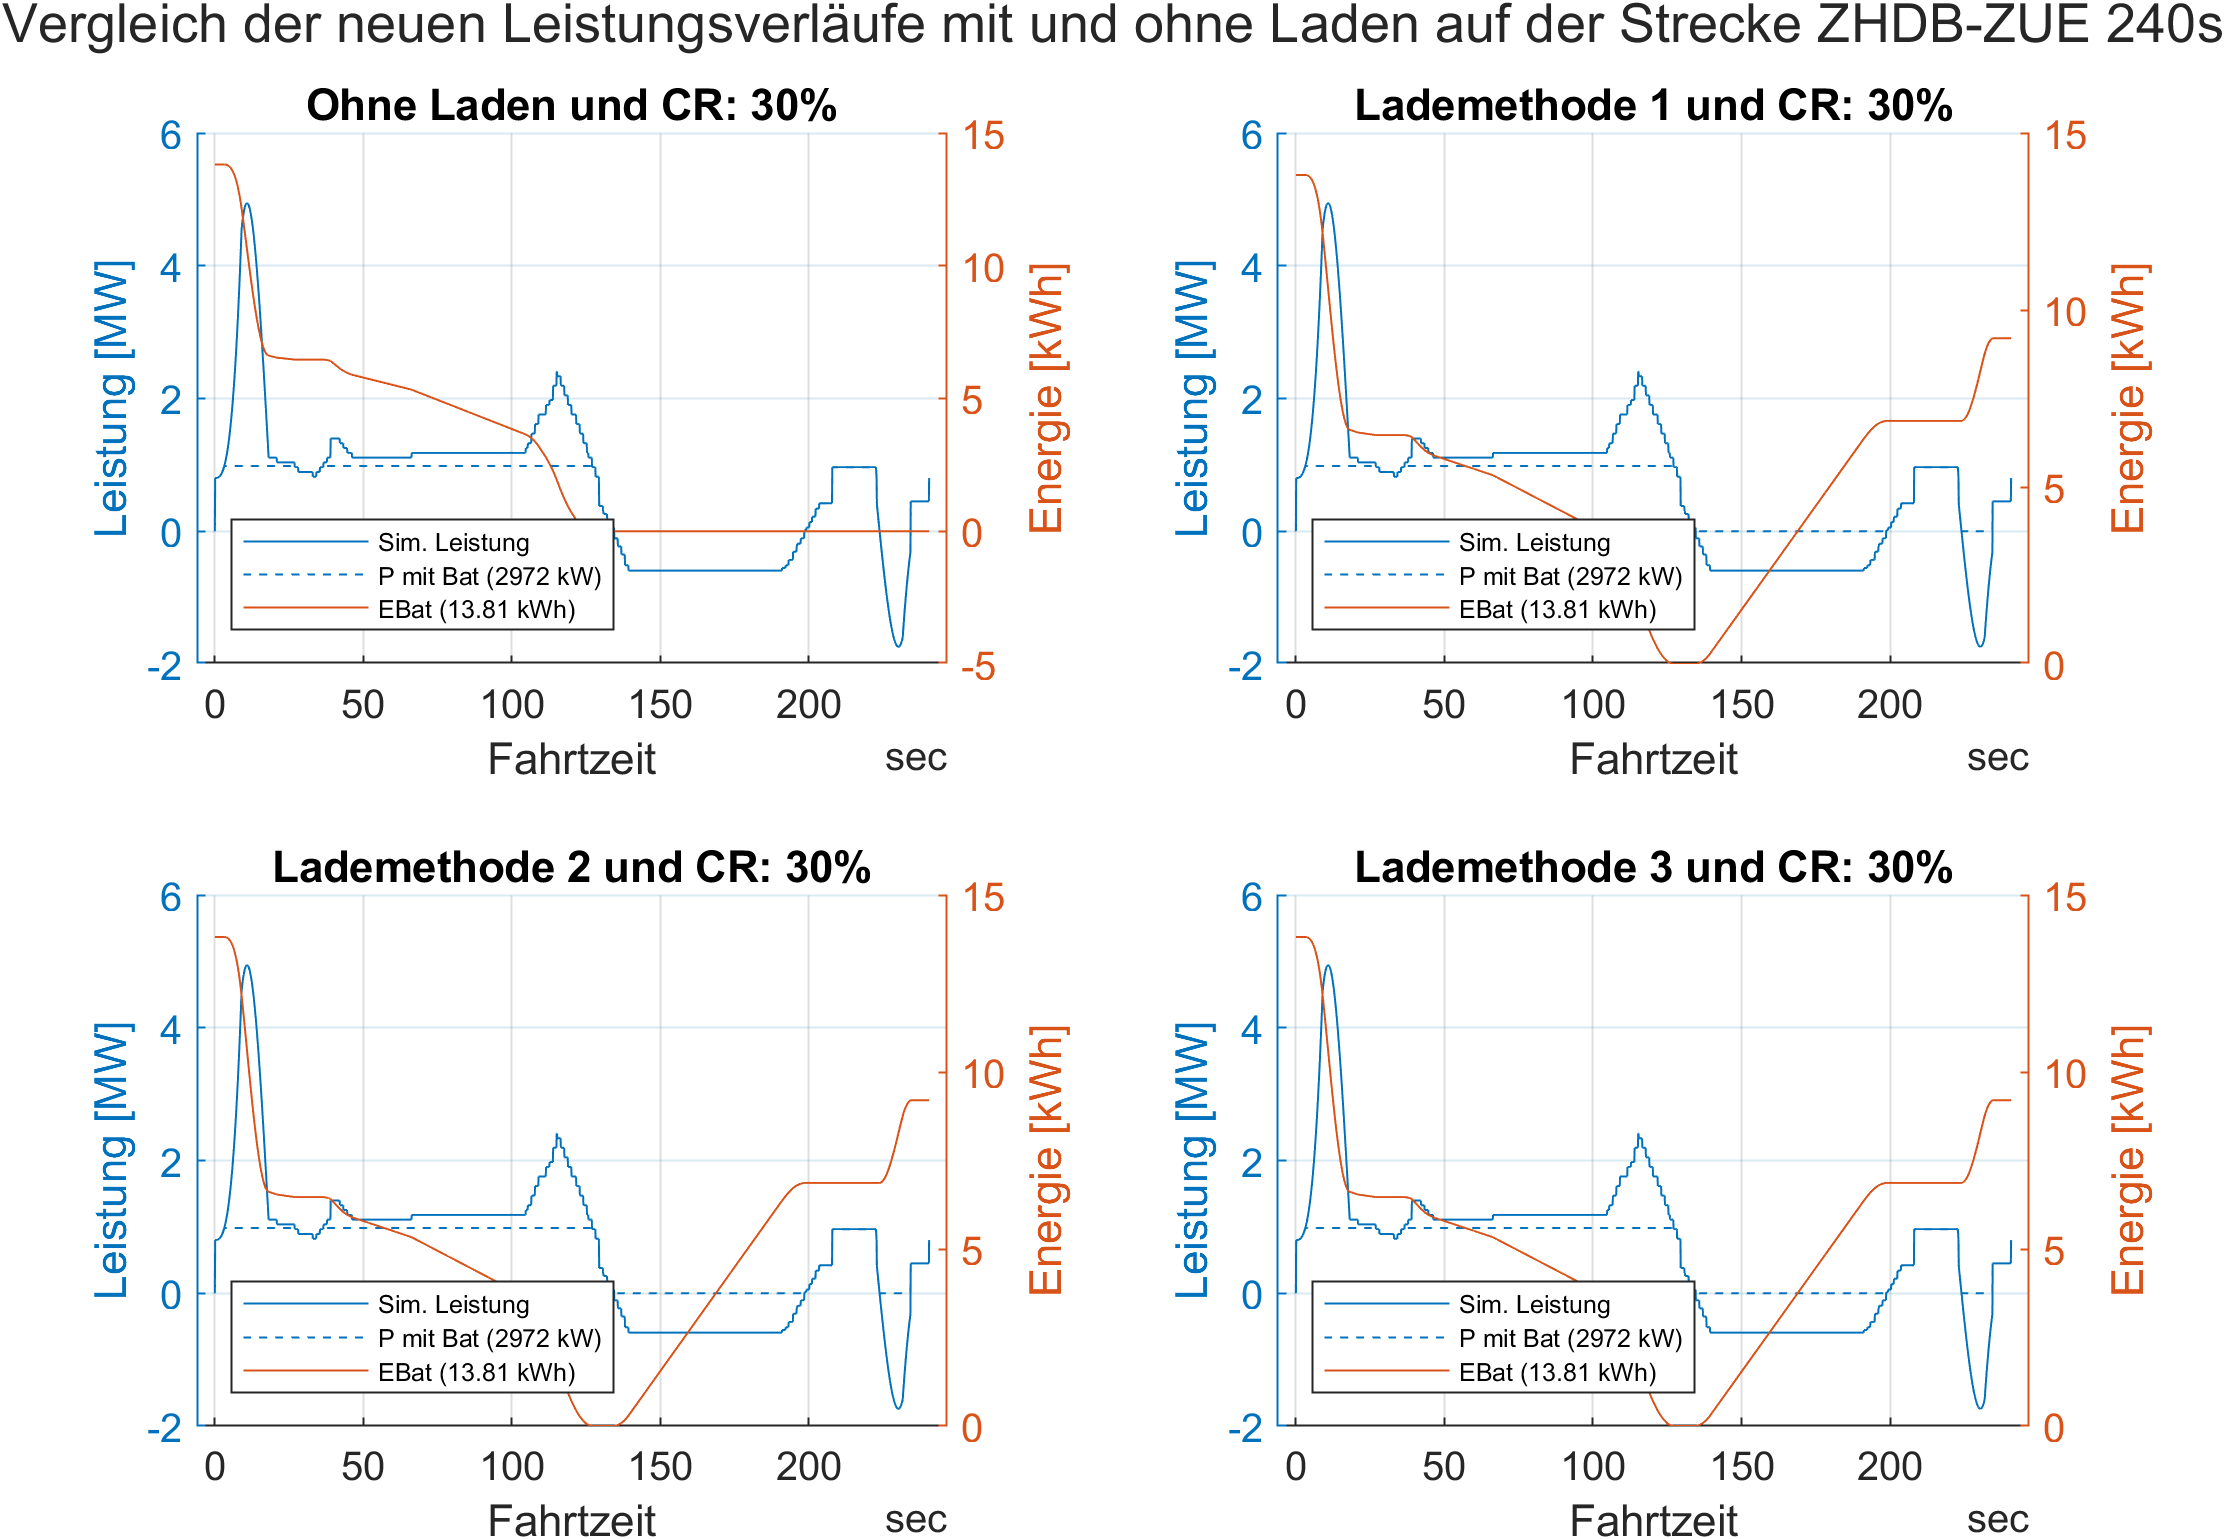 Vergleich der neuen Leistungsverläufe mit und ohne Laden auf der Strecke ZHDB-ZUE 240s
Ohne Laden und CR: 30%
6
4
2
0
-2
Leistung [MW]
15
10
5
0
-5
Energie [kWh]
Sim. Leistung
P mit Bat (2972 kW)
EBat (13.81 kWh)
0 50 100 150 200
Fahrtzeit sec
Lademethode 1 und CR: 30%
6
4
2
0
-2
Leistung [MW]
15
10
5
0
Energie [kWh]
Sim. Leistung
P mit Bat (2972 kW)
EBat (13.81 kWh)
0 50 100 150 200
Fahrtzeit sec
Lademethode 2 und CR: 30%
6
4
2
0
-2
Leistung [MW]
15
10
5
0
Energie [kWh]
Sim. Leistung
P mit Bat (2972 kW)
EBat (13.81 kWh)
0 50 100 150 200
Fahrtzeit sec
Lademethode 3 und CR: 30%
6
4
2
0
-2
Leistung [MW]
15
10
5
0
Energie [kWh]
Sim. Leistung
P mit Bat (2972 kW)
EBat (13.81 kWh)
0 50 100 150 200
Fahrtzeit sec